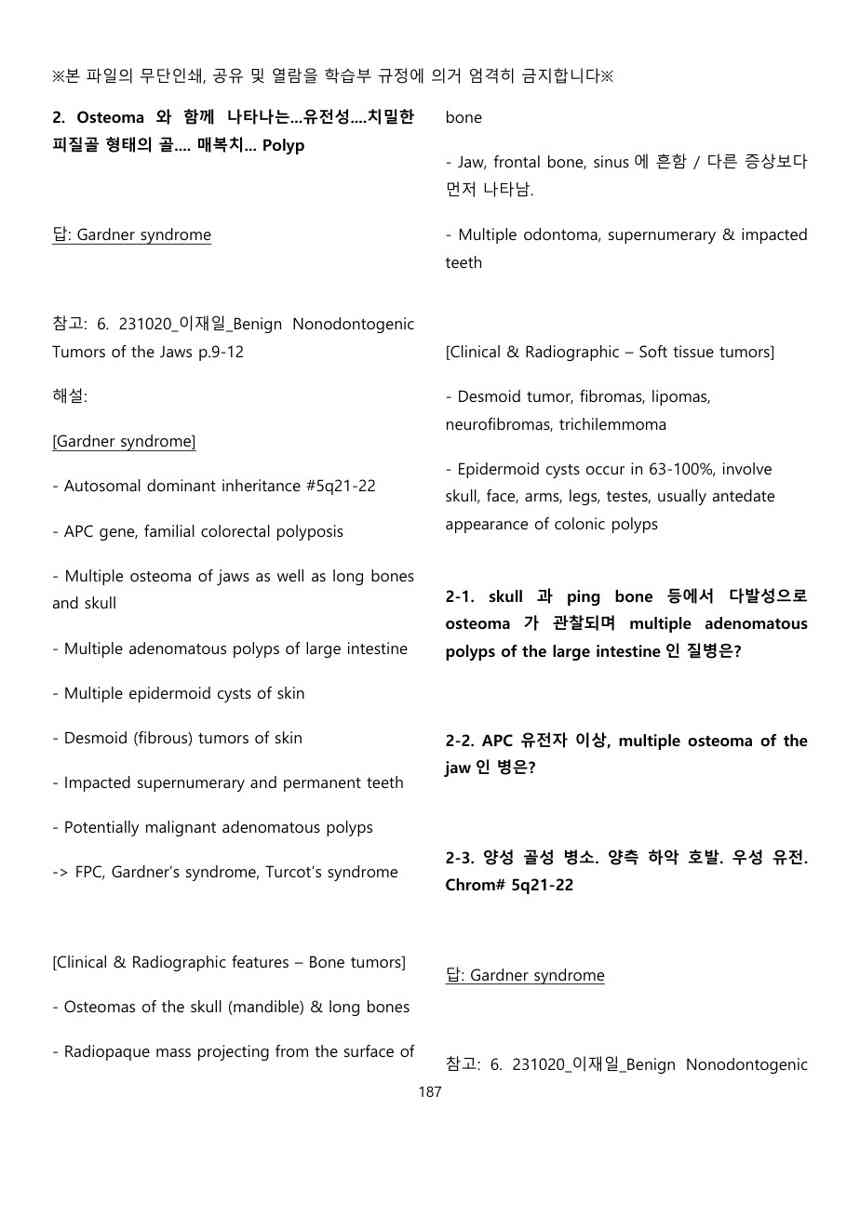 ※본 파일의 무단인쇄, 공유 및 열람을 학습부 규정에 의거 엄격히 금지합니다※
2. Osteoma 와 함께 나타나는...유전성....치밀한
피질골 형태의 골.... 매복치... Polyp
답: Gardner syndrome
참고: 6. 231020_이재일_Benign Nonodontogenic
Tumors of the Jaws p.9-12
해설:
[Gardner syndrome]
- Autosomal dominant inheritance #5q21-22
- APC gene, familial colorectal polyposis
- Multiple osteoma of jaws as well as long bones
and skull
- Multiple adenomatous polyps of large intestine
- Multiple epidermoid cysts of skin
- Desmoid (fibrous) tumors of skin
- Impacted supernumerary and permanent teeth
- Potentially malignant adenomatous polyps
-> FPC, Gardner's syndrome, Turcot's syndrome
[Clinical & Radiographic features – Bone tumors]
- Osteomas of the skull (mandible) & long bones
- Radiopaque mass projecting from the surface of
bone
- Jaw, frontal bone, sinus 에 흔함 / 다른 증상보다
먼저 나타남.
- Multiple odontoma, supernumerary & impacted
teeth
[Clinical & Radiographic – Soft tissue tumors]
- Desmoid tumor, fibromas, lipomas,
neurofibromas, trichilemmoma
- Epidermoid cysts occur in 63-100%, involve
skull, face, arms, legs, testes, usually antedate
appearance of colonic polyps
2-1. skull 과 ping bone 등에서 다발성으로
osteoma 가 관찰되며 multiple adenomatous
polyps of the large intestine 인 질병은?
2-2. APC 유전자 이상, multiple osteoma of the
jaw 인 병은?
2-3. 양성 골성 병소. 양측 하악 호발. 우성 유전.
Chrom# 5q21-22
답: Gardner syndrome
참고: 6. 231020_이재일_Benign Nonodontogenic
187